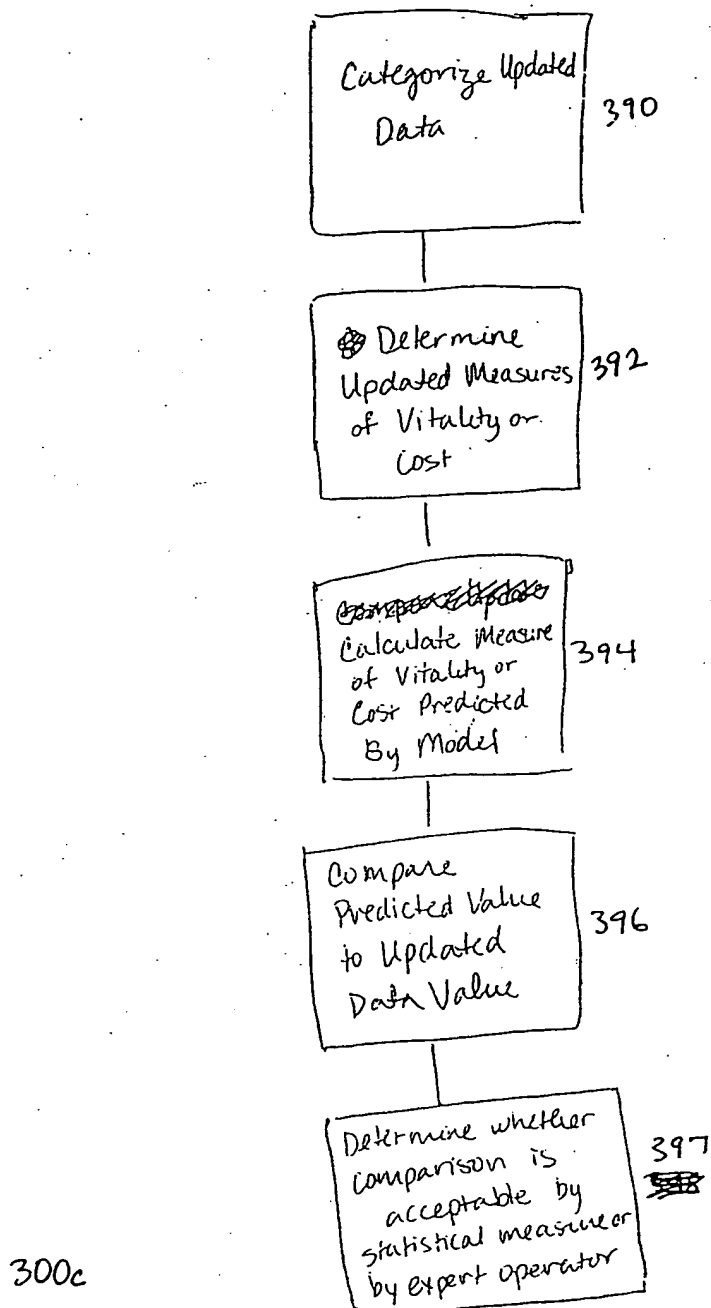 Categorize Updated
Data
390
Determine
Updated Measures
of Vitality or
Cost
392
Calculate Measure
of Vitality or
Cost Predicted
By Model
394
Compare
Predicted Value
to Updated
Data Value
396
Determine whether
comparison is
acceptable by
statistical measure or
by expert operator
397
300c